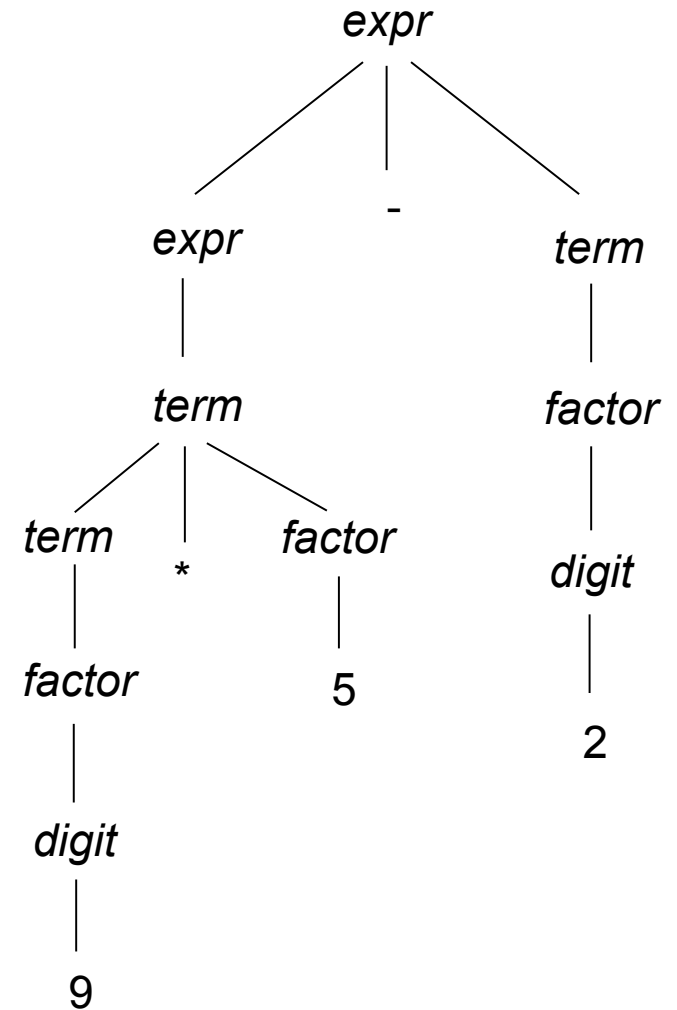 expr
expr - term
term factor
term * factor digit
factor 5 2
digit
9